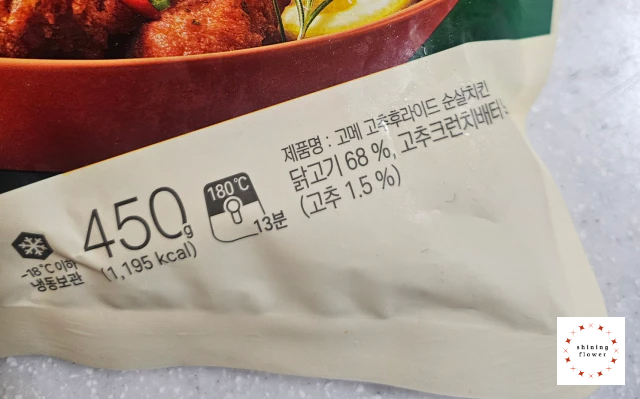 제품명 : 고메 고추후라이드 순살치킨
닭고기 68 %, 고추크런치배터
(고추 1.5 %)
180℃
13분
450g
(1,195 kcal)
-18℃이하
냉동보관
shining
flower